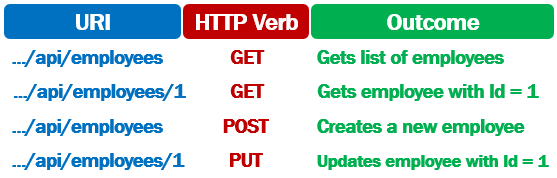 URI HTTP Verb Outcome
.../api/employees GET Gets list of employees
.../api/employees/1 GET Gets employee with Id = 1
.../api/employees POST Creates a new employee
.../api/employees/1 PUT Updates employee with Id = 1